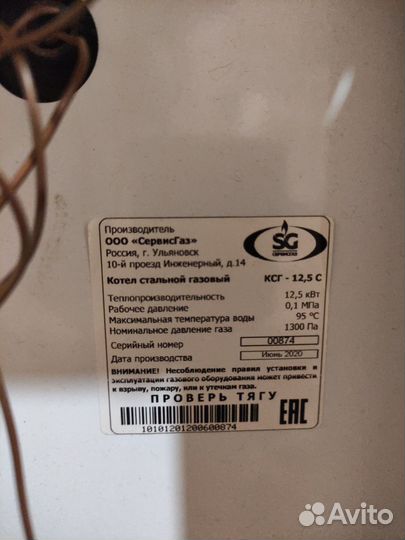 Производитель
ООО «СервисГаз»
Россия, г. Ульяновск
10-й проезд Инженерный, д.14
SG
СЕРВИСГАЗ
Котел стальной газовый КСГ - 12,5 С
Теплопроизводительность 12,5 кВт
Рабочее давление 0,1 МПа
Максимальная температура воды 95 °С
Номинальное давление газа 1300 Па
Серийный номер 00874
Дата производства Июнь 2020
ВНИМАНИЕ! Несоблюдение правил установки и
эксплуатации газового оборудования может привести
к взрыву, пожару, или к утечкам газа.
ПРОВЕРЬ ТЯГУ
10101201200600874
ЕАС
Avito